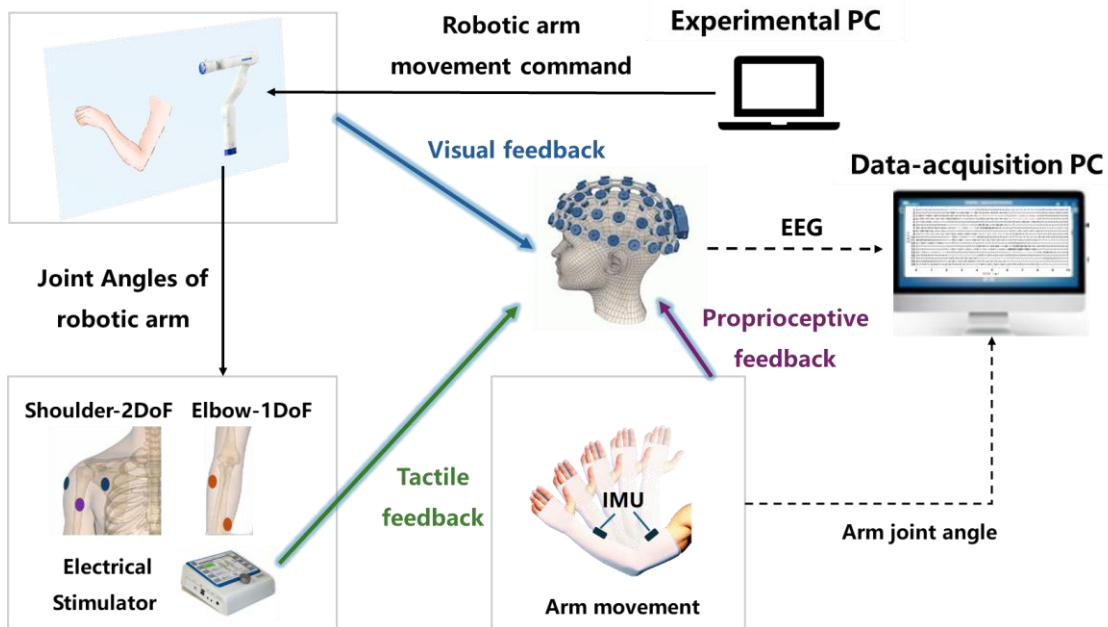 Robotic arm
movement command
Experimental PC
Visual feedback
Data-acquisition PC
EEG
Joint Angles of
robotic arm
Proprioceptive
feedback
Shoulder-2DoF
Elbow-1DoF
Tactile
feedback
IMU
Arm joint angle
Electrical
Stimulator
Arm movement